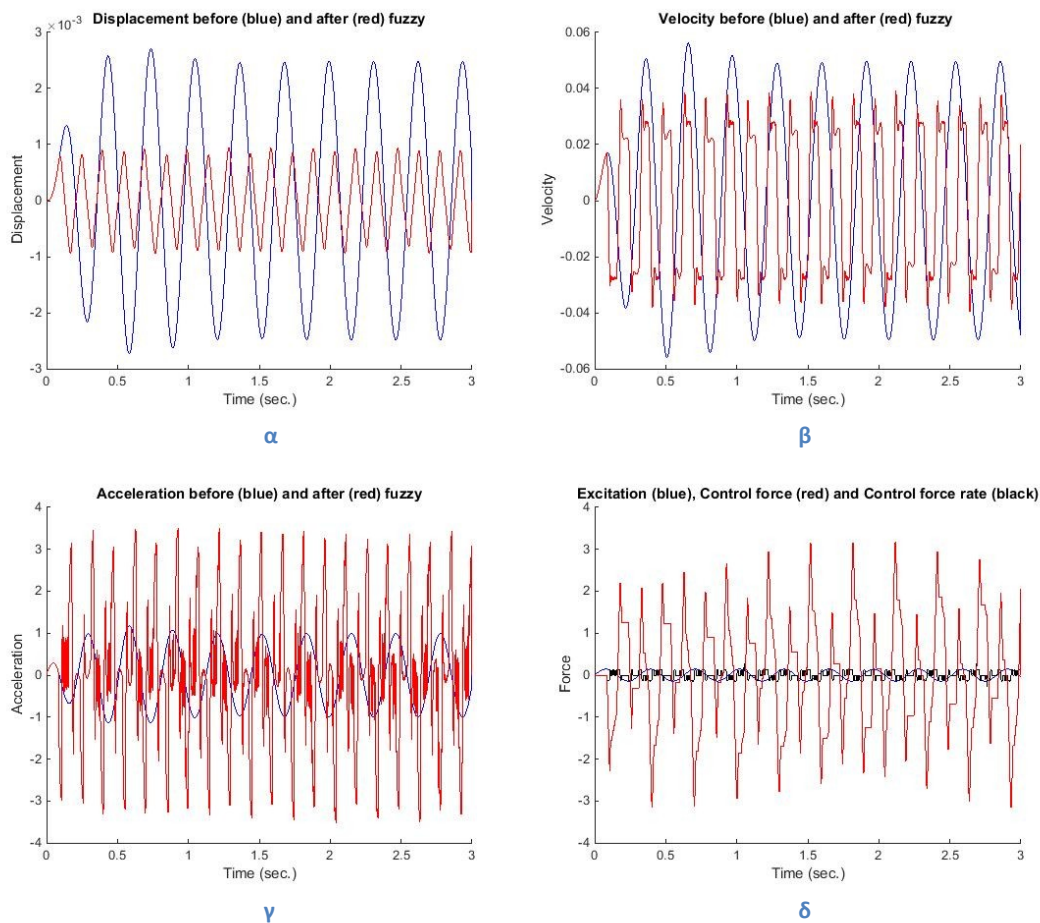 Displacement before (blue) and after (red) fuzzy
×10⁻³
3
2
1
0
-1
-2
-3
Displacement
0 0.5 1 1.5 2 2.5 3
Time (sec.)
α
Velocity before (blue) and after (red) fuzzy
0.06
0.04
0.02
0
-0.02
-0.04
-0.06
Velocity
0 0.5 1 1.5 2 2.5 3
Time (sec.)
β
Acceleration before (blue) and after (red) fuzzy
4
3
2
1
0
-1
-2
-3
-4
Acceleration
0 0.5 1 1.5 2 2.5 3
Time (sec.)
γ
Excitation (blue), Control force (red) and Control force rate (black)
4
3
2
1
0
-1
-2
-3
-4
Force
0 0.5 1 1.5 2 2.5 3
Time (sec.)
δ